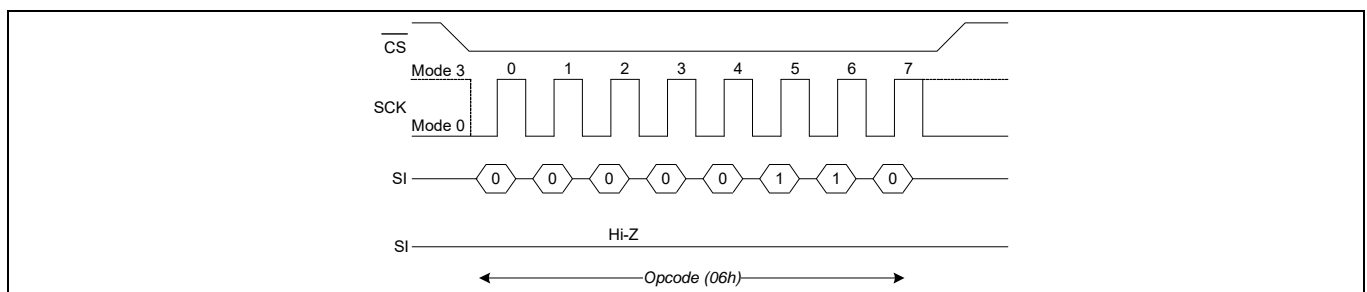 CS
Mode 3 0 1 2 3 4 5 6 7
SCK
Mode 0
SI 0 0 0 0 0 1 1 0
Hi-Z
SI
Opcode (06h)